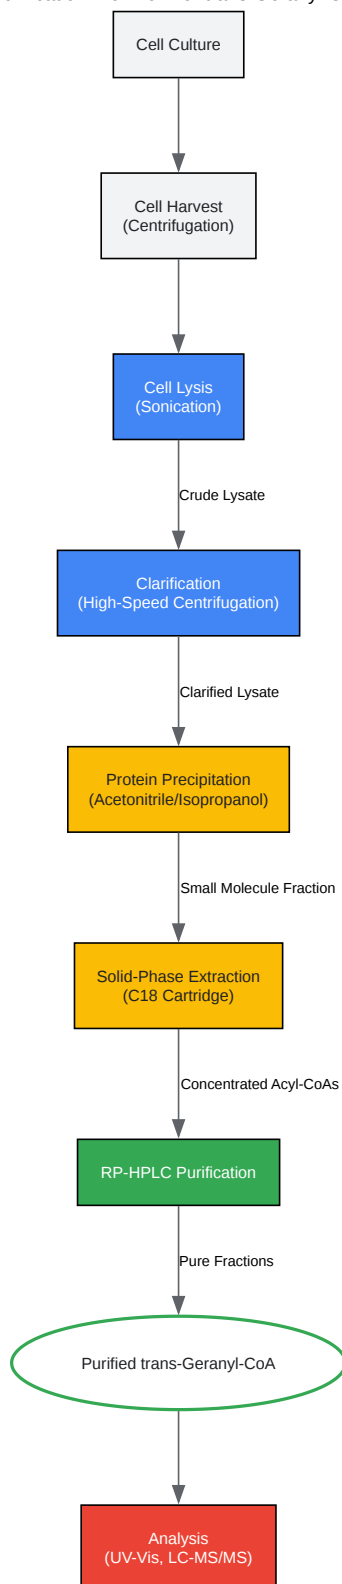 Cell Culture
Cell Harvest
(Centrifugation)
Cell Lysis
(Sonication)
Crude Lysate
Clarification
(High-Speed Centrifugation)
Clarified Lysate
Protein Precipitation
(Acetonitrile/Isopropanol)
Small Molecule Fraction
Solid-Phase Extraction
(C18 Cartridge)
Concentrated Acyl-CoAs
RP-HPLC Purification
Pure Fractions
Purified trans-Geranyl-CoA
Analysis
(UV-Vis, LC-MS/MS)